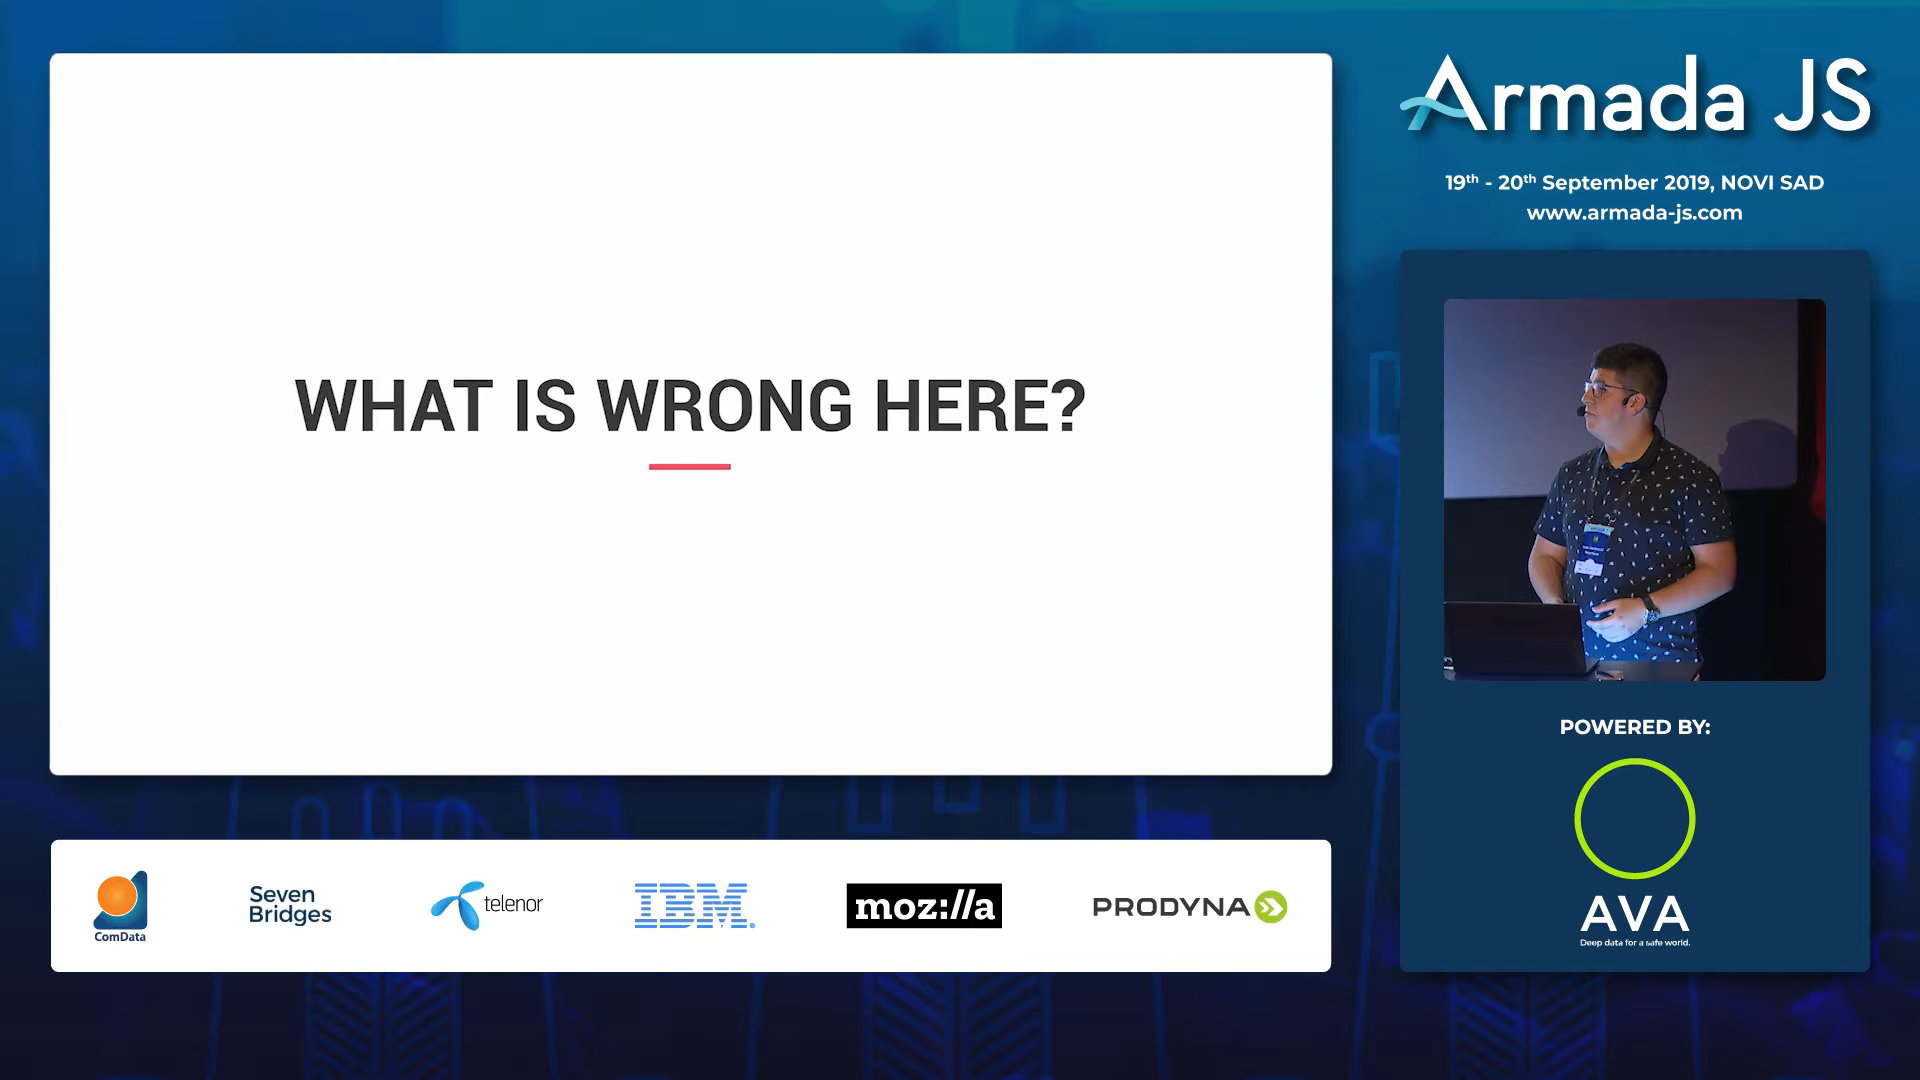 WHAT IS WRONG HERE?
Armada JS
19th - 20th September 2019, NOVI SAD
www.armada-js.com
POWERED BY:
AVA
Deep data for a safe world.
ComData
Seven
Bridges
telenor
IBM
moz://a
PRODYNA